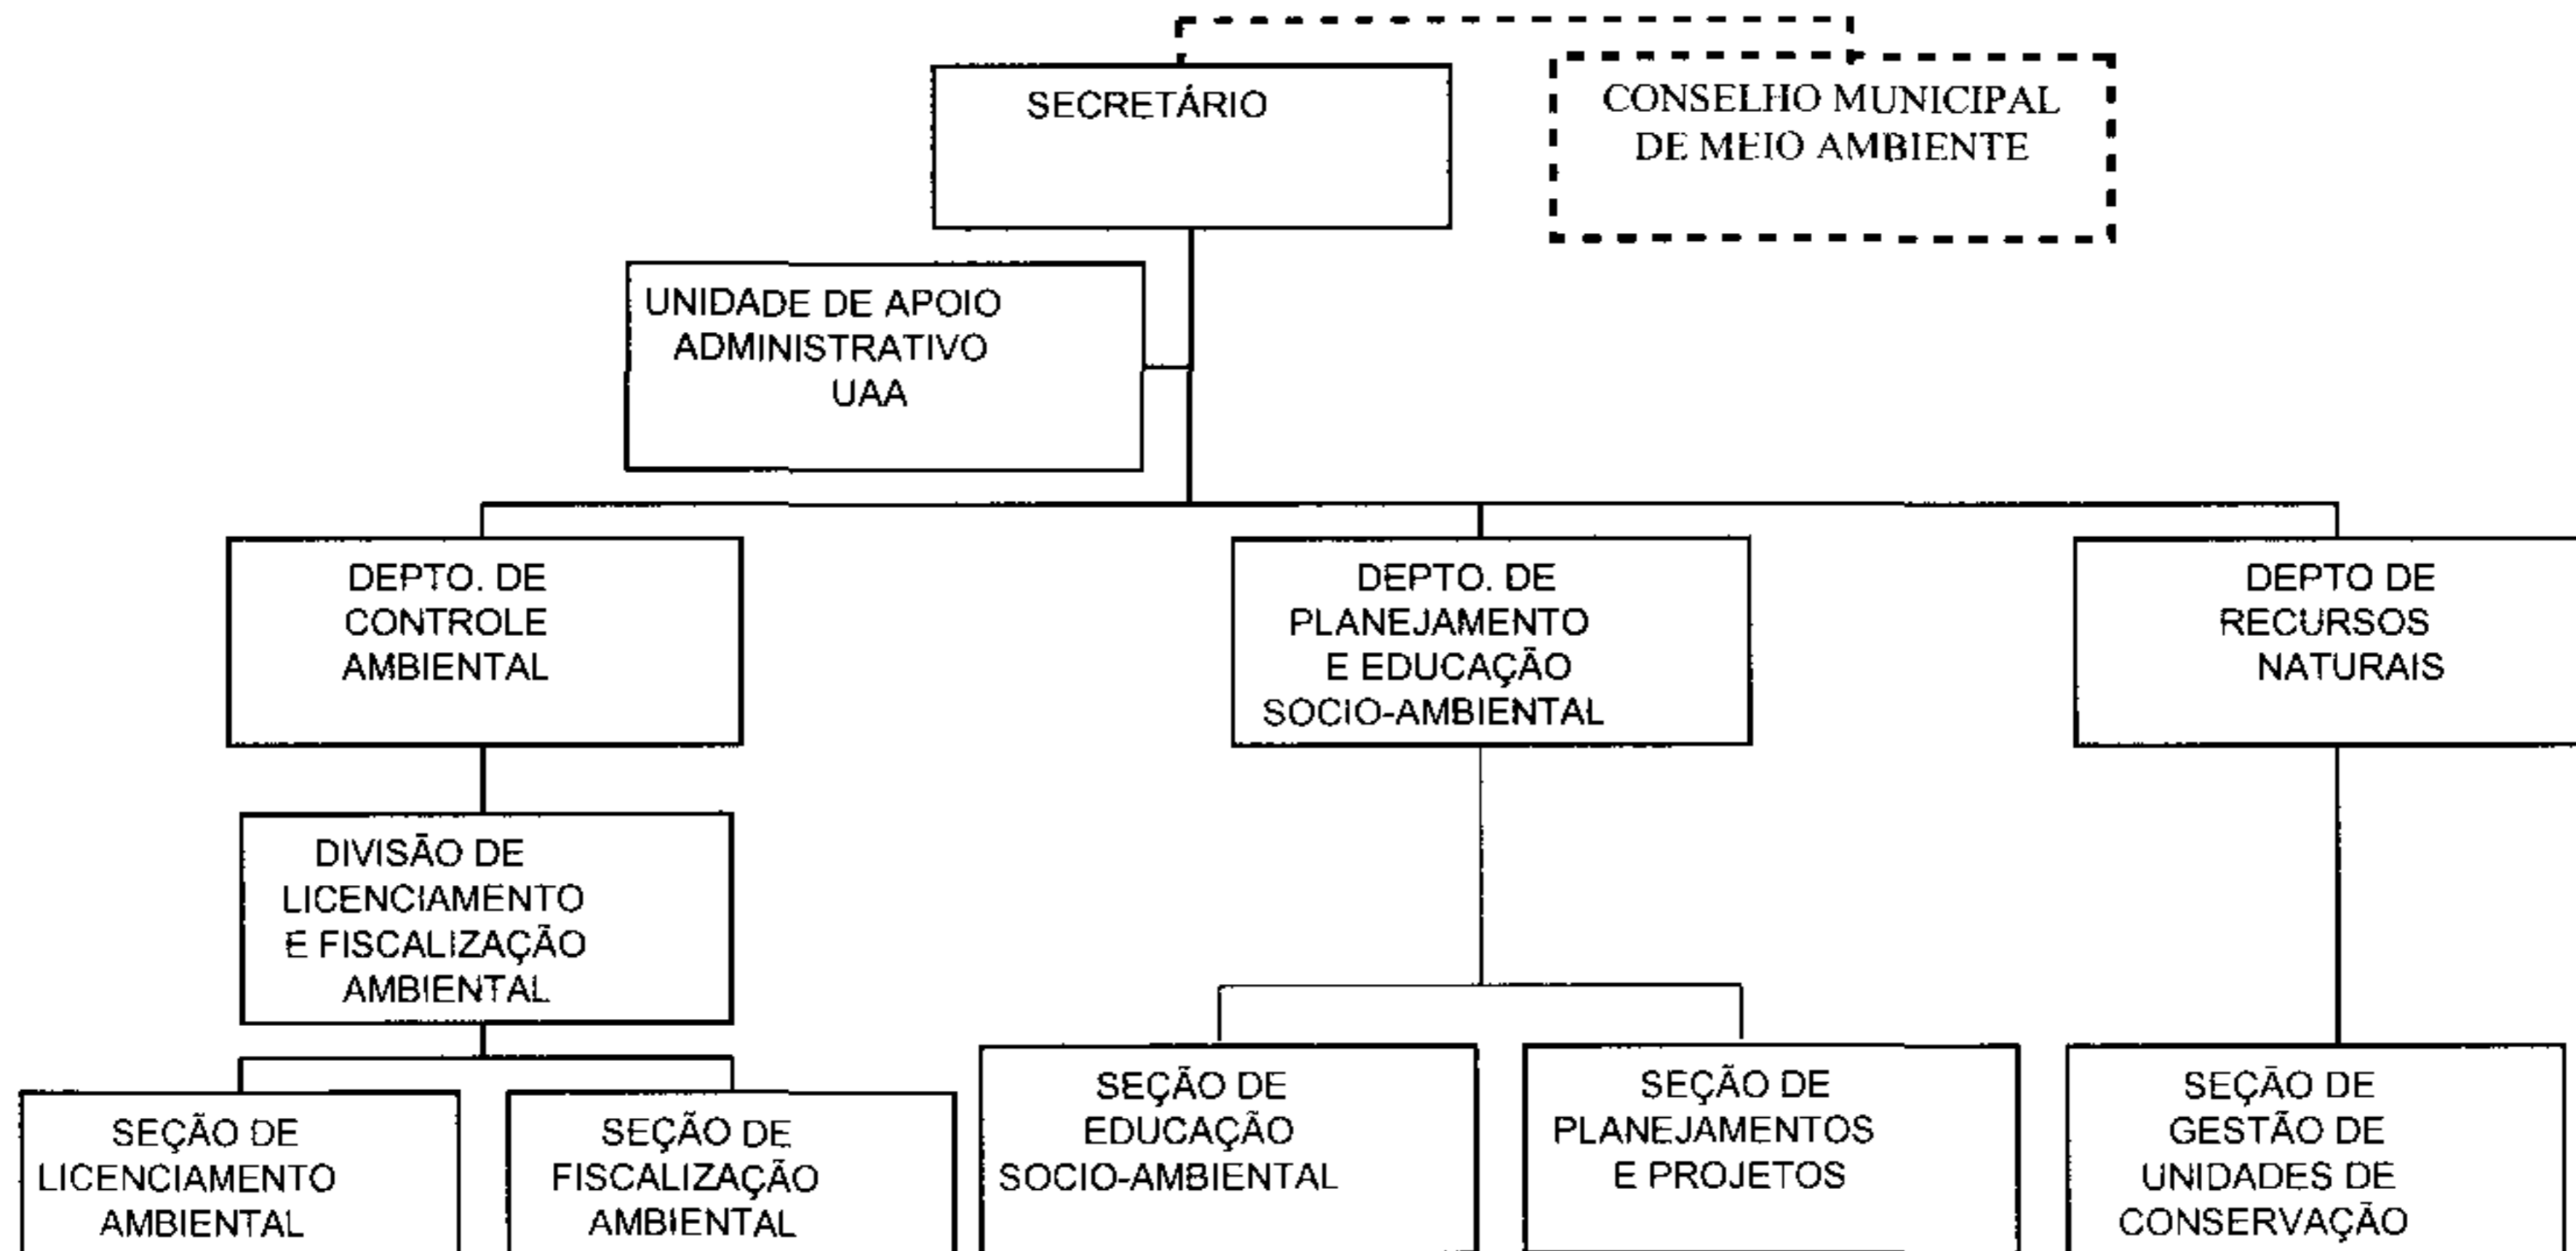 SECRETÁRIO
CONSELHO MUNICIPAL
DE MEIO AMBIENTE
UNIDADE DE APOIO
ADMINISTRATIVO
UAA
DEPTO. DE
CONTROLE
AMBIENTAL
DEPTO. DE
PLANEJAMENTO
E EDUCAÇÃO
SOCIO-AMBIENTAL
DEPTO DE
RECURSOS
NATURAIS
DIVISÃO DE
LICENCIAMENTO
E FISCALIZAÇÃO
AMBIENTAL
SEÇÃO DE
LICENCIAMENTO
AMBIENTAL
SEÇÃO DE
FISCALIZAÇÃO
AMBIENTAL
SEÇÃO DE
EDUCAÇÃO
SOCIO-AMBIENTAL
SEÇÃO DE
PLANEJAMENTOS
E PROJETOS
SEÇÃO DE
GESTÃO DE
UNIDADES DE
CONSERVAÇÃO